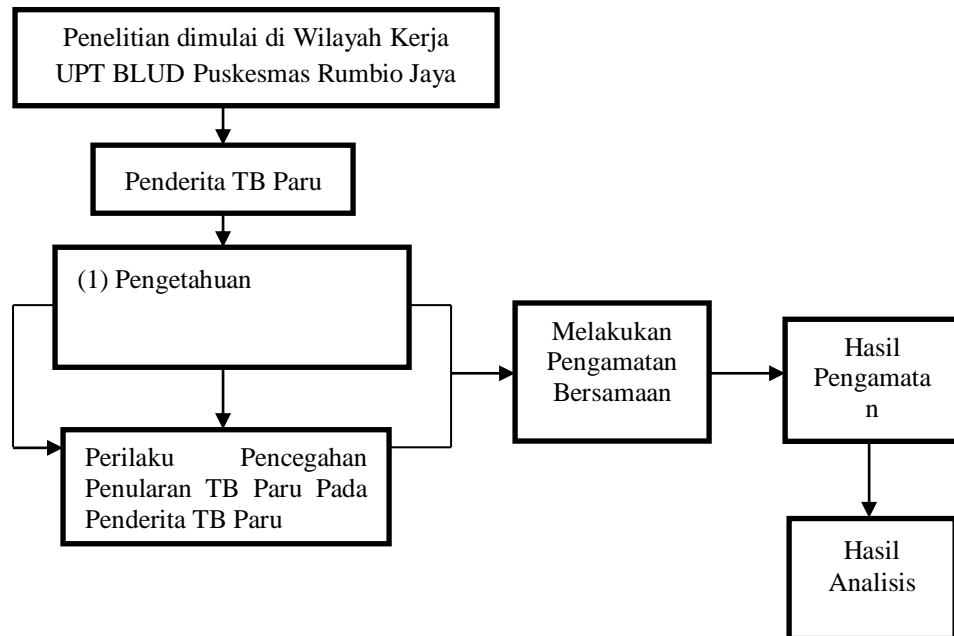 Penelitian dimulai di Wilayah Kerja
UPT BLUD Puskesmas Rumbio Jaya
Penderita TB Paru
(1) Pengetahuan
Perilaku Pencegahan
Penularan TB Paru Pada
Penderita TB Paru
Melakukan
Pengamatan
Bersamaan
Hasil
Pengamata
n
Hasil
Analisis